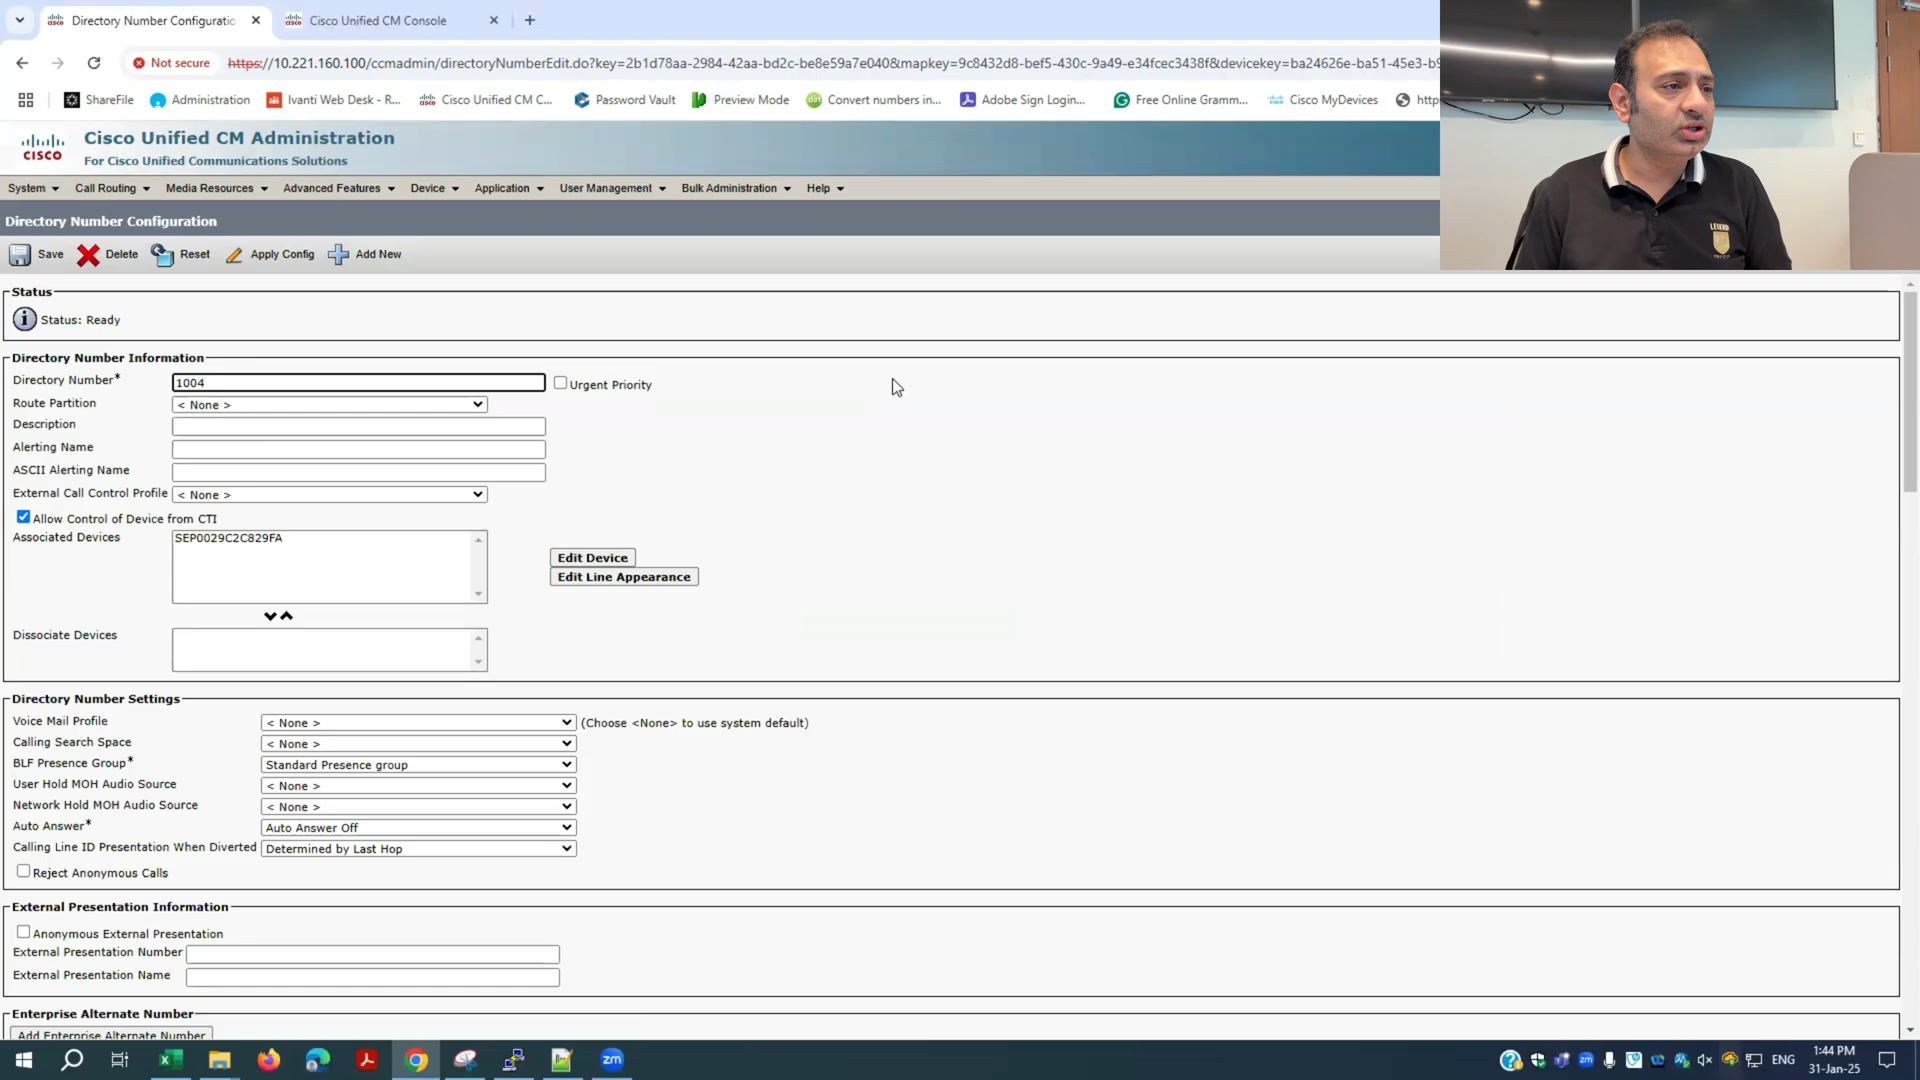 Directory Number Configuratio
Cisco Unified CM Console
Not secure https://10.221.160.100/ccmadmin/directoryNumberEdit.do?key=2b1d78aa-2984-42aa-bd2c-be8e59a7e040&mapkey=9c8432d8-bef5-430c-9a49-e34fcec3438f&devicekey=ba24626e-ba51-45e3-b9
ShareFile Administration Ivanti Web Desk - R... Cisco Unified CM C... Password Vault Preview Mode Convert numbers in... Adobe Sign Login... Free Online Gramm... Cisco MyDevices http
CISCO
Cisco Unified CM Administration
For Cisco Unified Communications Solutions
System Call Routing Media Resources Advanced Features Device Application User Management Bulk Administration Help
Directory Number Configuration
Save Delete Reset Apply Config Add New
Status
Status: Ready
Directory Number Information
Directory Number* 1004 Urgent Priority
Route Partition < None >
Description
Alerting Name
ASCII Alerting Name
External Call Control Profile < None >
Allow Control of Device from CTI
Associated Devices SEP0029C2C829FA
Edit Device
Edit Line Appearance
Dissociate Devices
Directory Number Settings
Voice Mail Profile < None > (Choose <None> to use system default)
Calling Search Space < None >
BLF Presence Group* Standard Presence group
User Hold MOH Audio Source < None >
Network Hold MOH Audio Source < None >
Auto Answer* Auto Answer Off
Calling Line ID Presentation When Diverted Determined by Last Hop
Reject Anonymous Calls
External Presentation Information
Anonymous External Presentation
External Presentation Number
External Presentation Name
Enterprise Alternate Number
Add Enterprise Alternate Number
zm
zm
ENG
1:44 PM
31-Jan-25